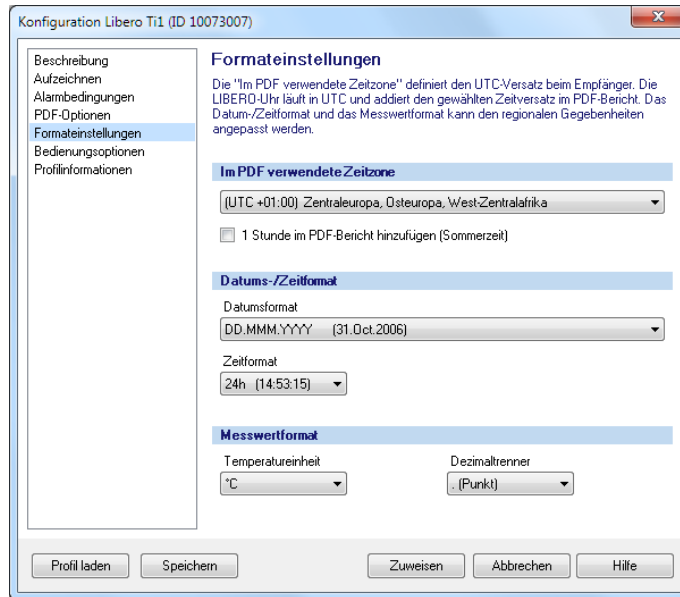 Konfiguration Libero Ti1 (ID 10073007)
Beschreibung
Aufzeichnen
Alarmbedingungen
PDF-Optionen
Formateinstellungen
Bedienungsoptionen
Profilinformationen
Formateinstellungen
Die "Im PDF verwendete Zeitzone" definiert den UTC-Versatz beim Empfänger. Die
LIBERO-Uhr läuft in UTC und addiert den gewählten Zeitversatz im PDF-Bericht. Das
Datum-/Zeitformat und das Messwertformat kann den regionalen Gegebenheiten
angepasst werden.
Im PDF verwendete Zeitzone
(UTC +01:00) Zentraleuropa, Osteuropa, West-Zentralafrika
1 Stunde im PDF-Bericht hinzufügen (Sommerzeit)
Datums-/Zeitformat
Datumsformat
DD.MMM.YYYY (31.Oct.2006)
Zeitformat
24h (14:53:15)
Messwertformat
Temperatureinheit
Dezimaltrenner
°C
. (Punkt)
Profil laden
Speichern
Zuweisen
Abbrechen
Hilfe